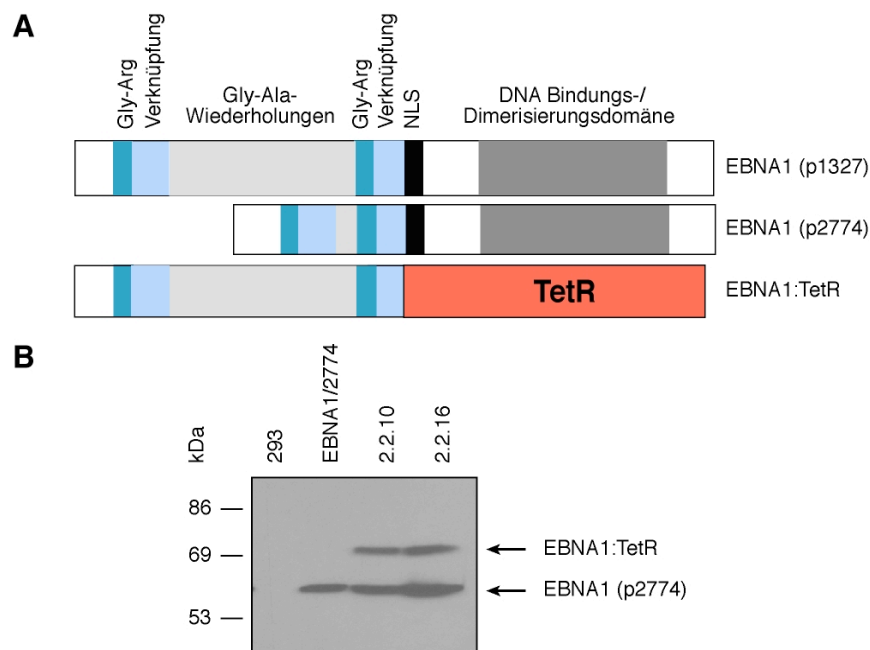 A
Gly-Arg
Verknüpfung
Gly-Ala-
Wiederholungen
Gly-Arg
Verknüpfung
NLS
DNA Bindungs-/
Dimerisierungsdomäne
EBNA1 (p1327)
EBNA1 (p2774)
TetR
EBNA1:TetR
B
kDa
293
EBNA1/2774
2.2.10
2.2.16
86
69
53
EBNA1:TetR
EBNA1 (p2774)